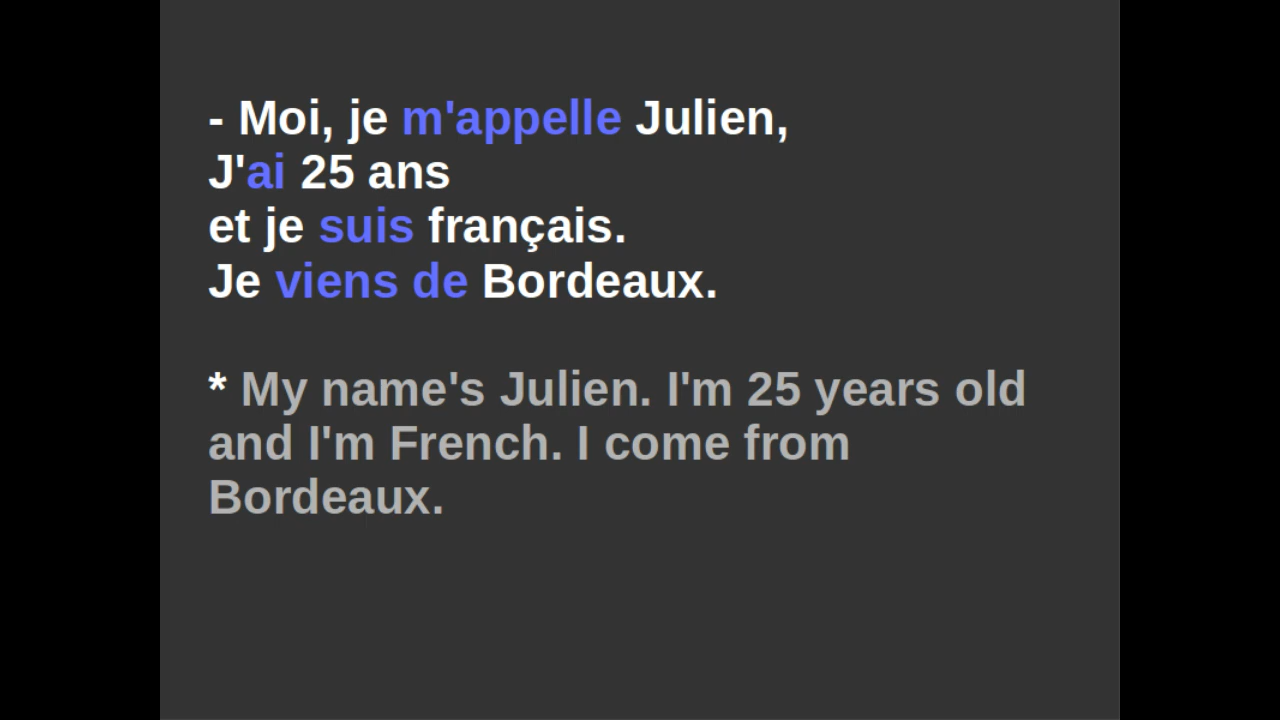 - Moi, je m'appelle Julien,
J'ai 25 ans
et je suis français.
Je viens de Bordeaux.
* My name's Julien. I'm 25 years old
and I'm French. I come from
Bordeaux.